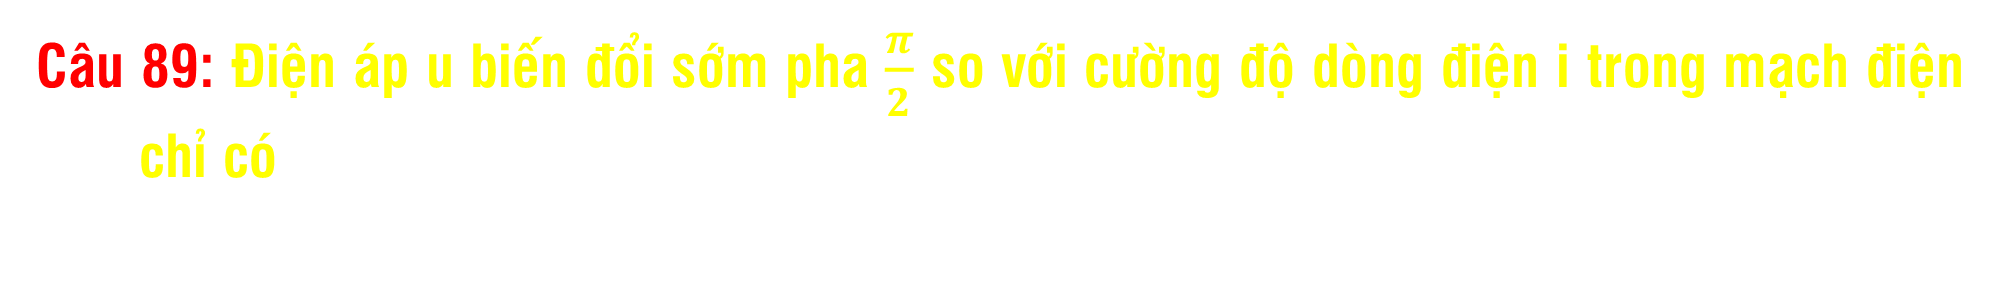 Câu 89: Điện áp u biến đổi sớm pha π/2 so với cường độ dòng điện i trong mạch điện
chỉ có